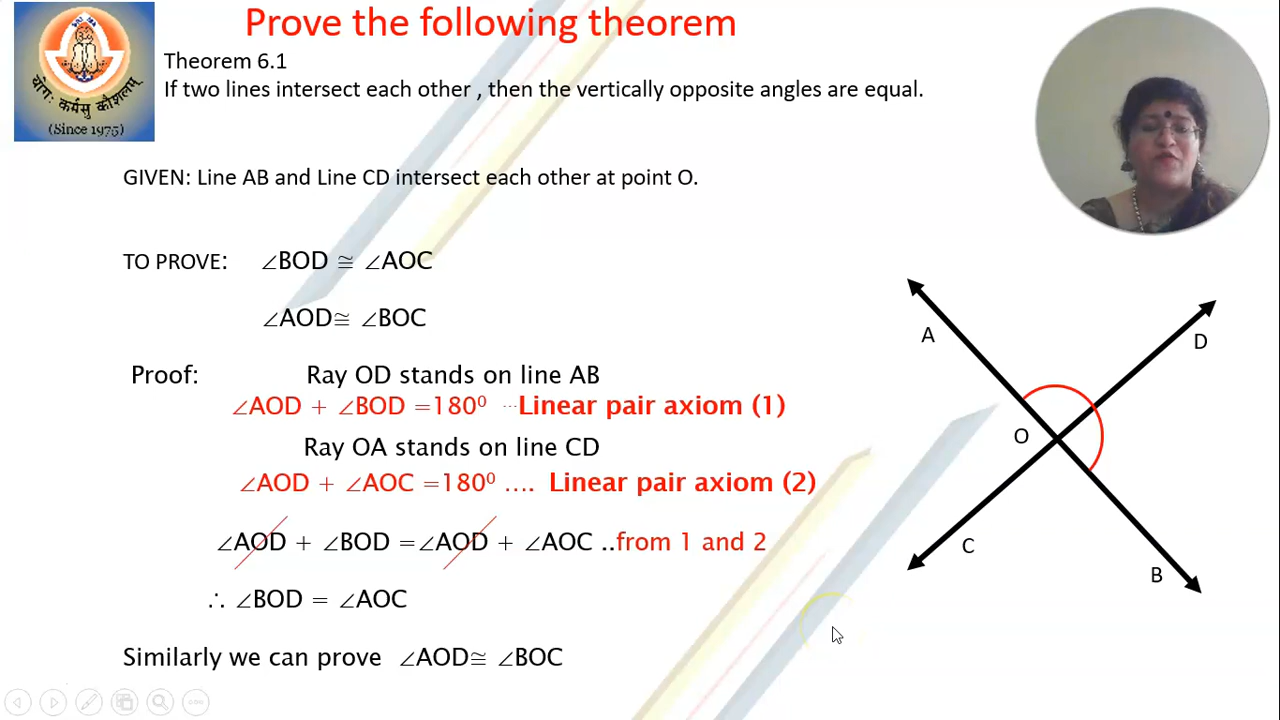 Prove the following theorem
योगः कर्मसु कौशलम्
(Since 1975)
Theorem 6.1
If two lines intersect each other , then the vertically opposite angles are equal.
GIVEN: Line AB and Line CD intersect each other at point O.
TO PROVE: ∠BOD ≅ ∠AOC
∠AOD≅ ∠BOC
Proof: Ray OD stands on line AB
∠AOD + ∠BOD =180⁰ ...Linear pair axiom (1)
Ray OA stands on line CD
∠AOD + ∠AOC =180⁰ .... Linear pair axiom (2)
∠AOD + ∠BOD =∠AOD + ∠AOC ..from 1 and 2
∴ ∠BOD = ∠AOC
Similarly we can prove ∠AOD≅ ∠BOC
A
D
O
C
B